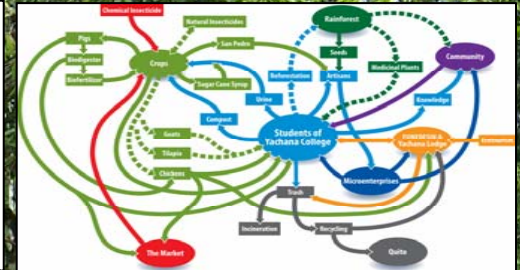 Chemical Insecticide
Natural Insecticides
Rainforest
Pigs
San Pedro
Crops
Seeds
Community
Biodigester
Reforestation
Artisans
Medicinal Plants
Biofertilizer
Sugar Cane Syrup
Urine
Knowledge
Compost
Students of
Yachana College
Goats
FUNEDESIN &
Yachana Lodge
Tilapia
Chickens
Microenterprises
Trash
Incineration
Recycling
The Market
Quito